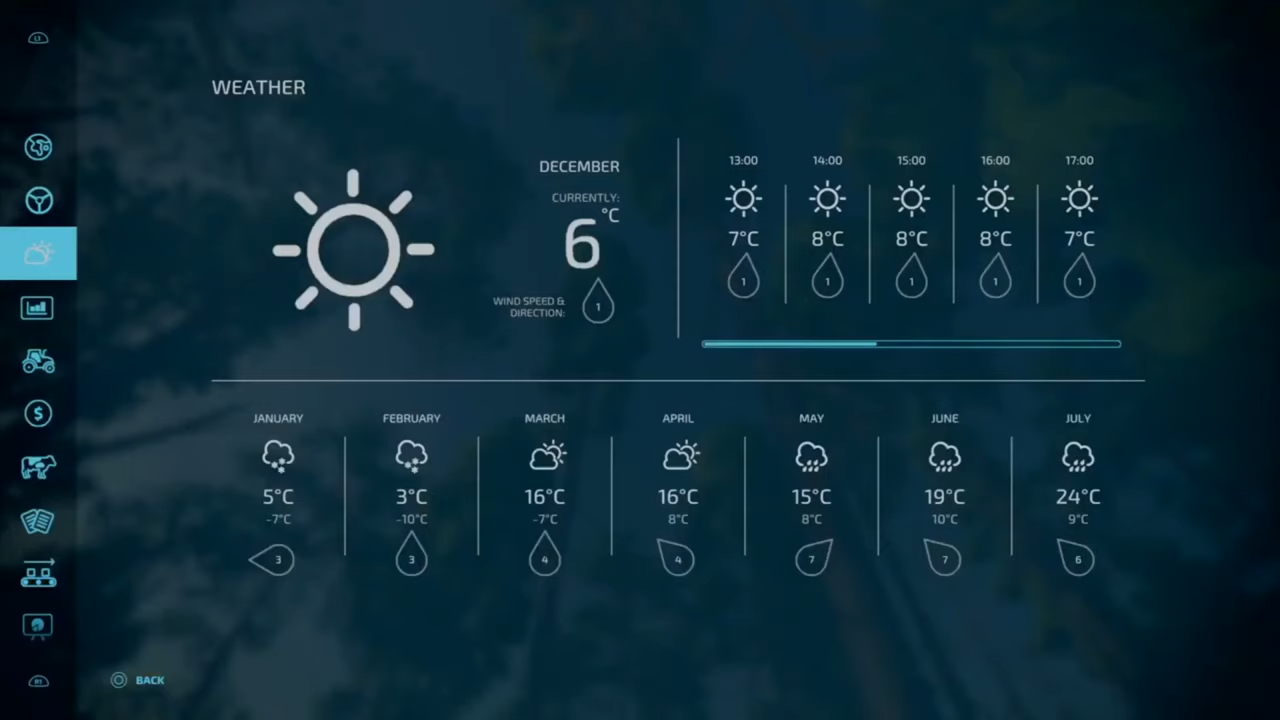 L1
WEATHER
DECEMBER
CURRENTLY:
6 °C
WIND SPEED &
DIRECTION:
1
13:00 14:00 15:00 16:00 17:00
7°C 8°C 8°C 8°C 7°C
1 1 1 1 1
JANUARY FEBRUARY MARCH APRIL MAY JUNE JULY
5°C 3°C 16°C 16°C 15°C 19°C 24°C
-7°C -10°C -7°C 8°C 8°C 10°C 9°C
3 3 4 4 7 7 6
$
R1
BACK